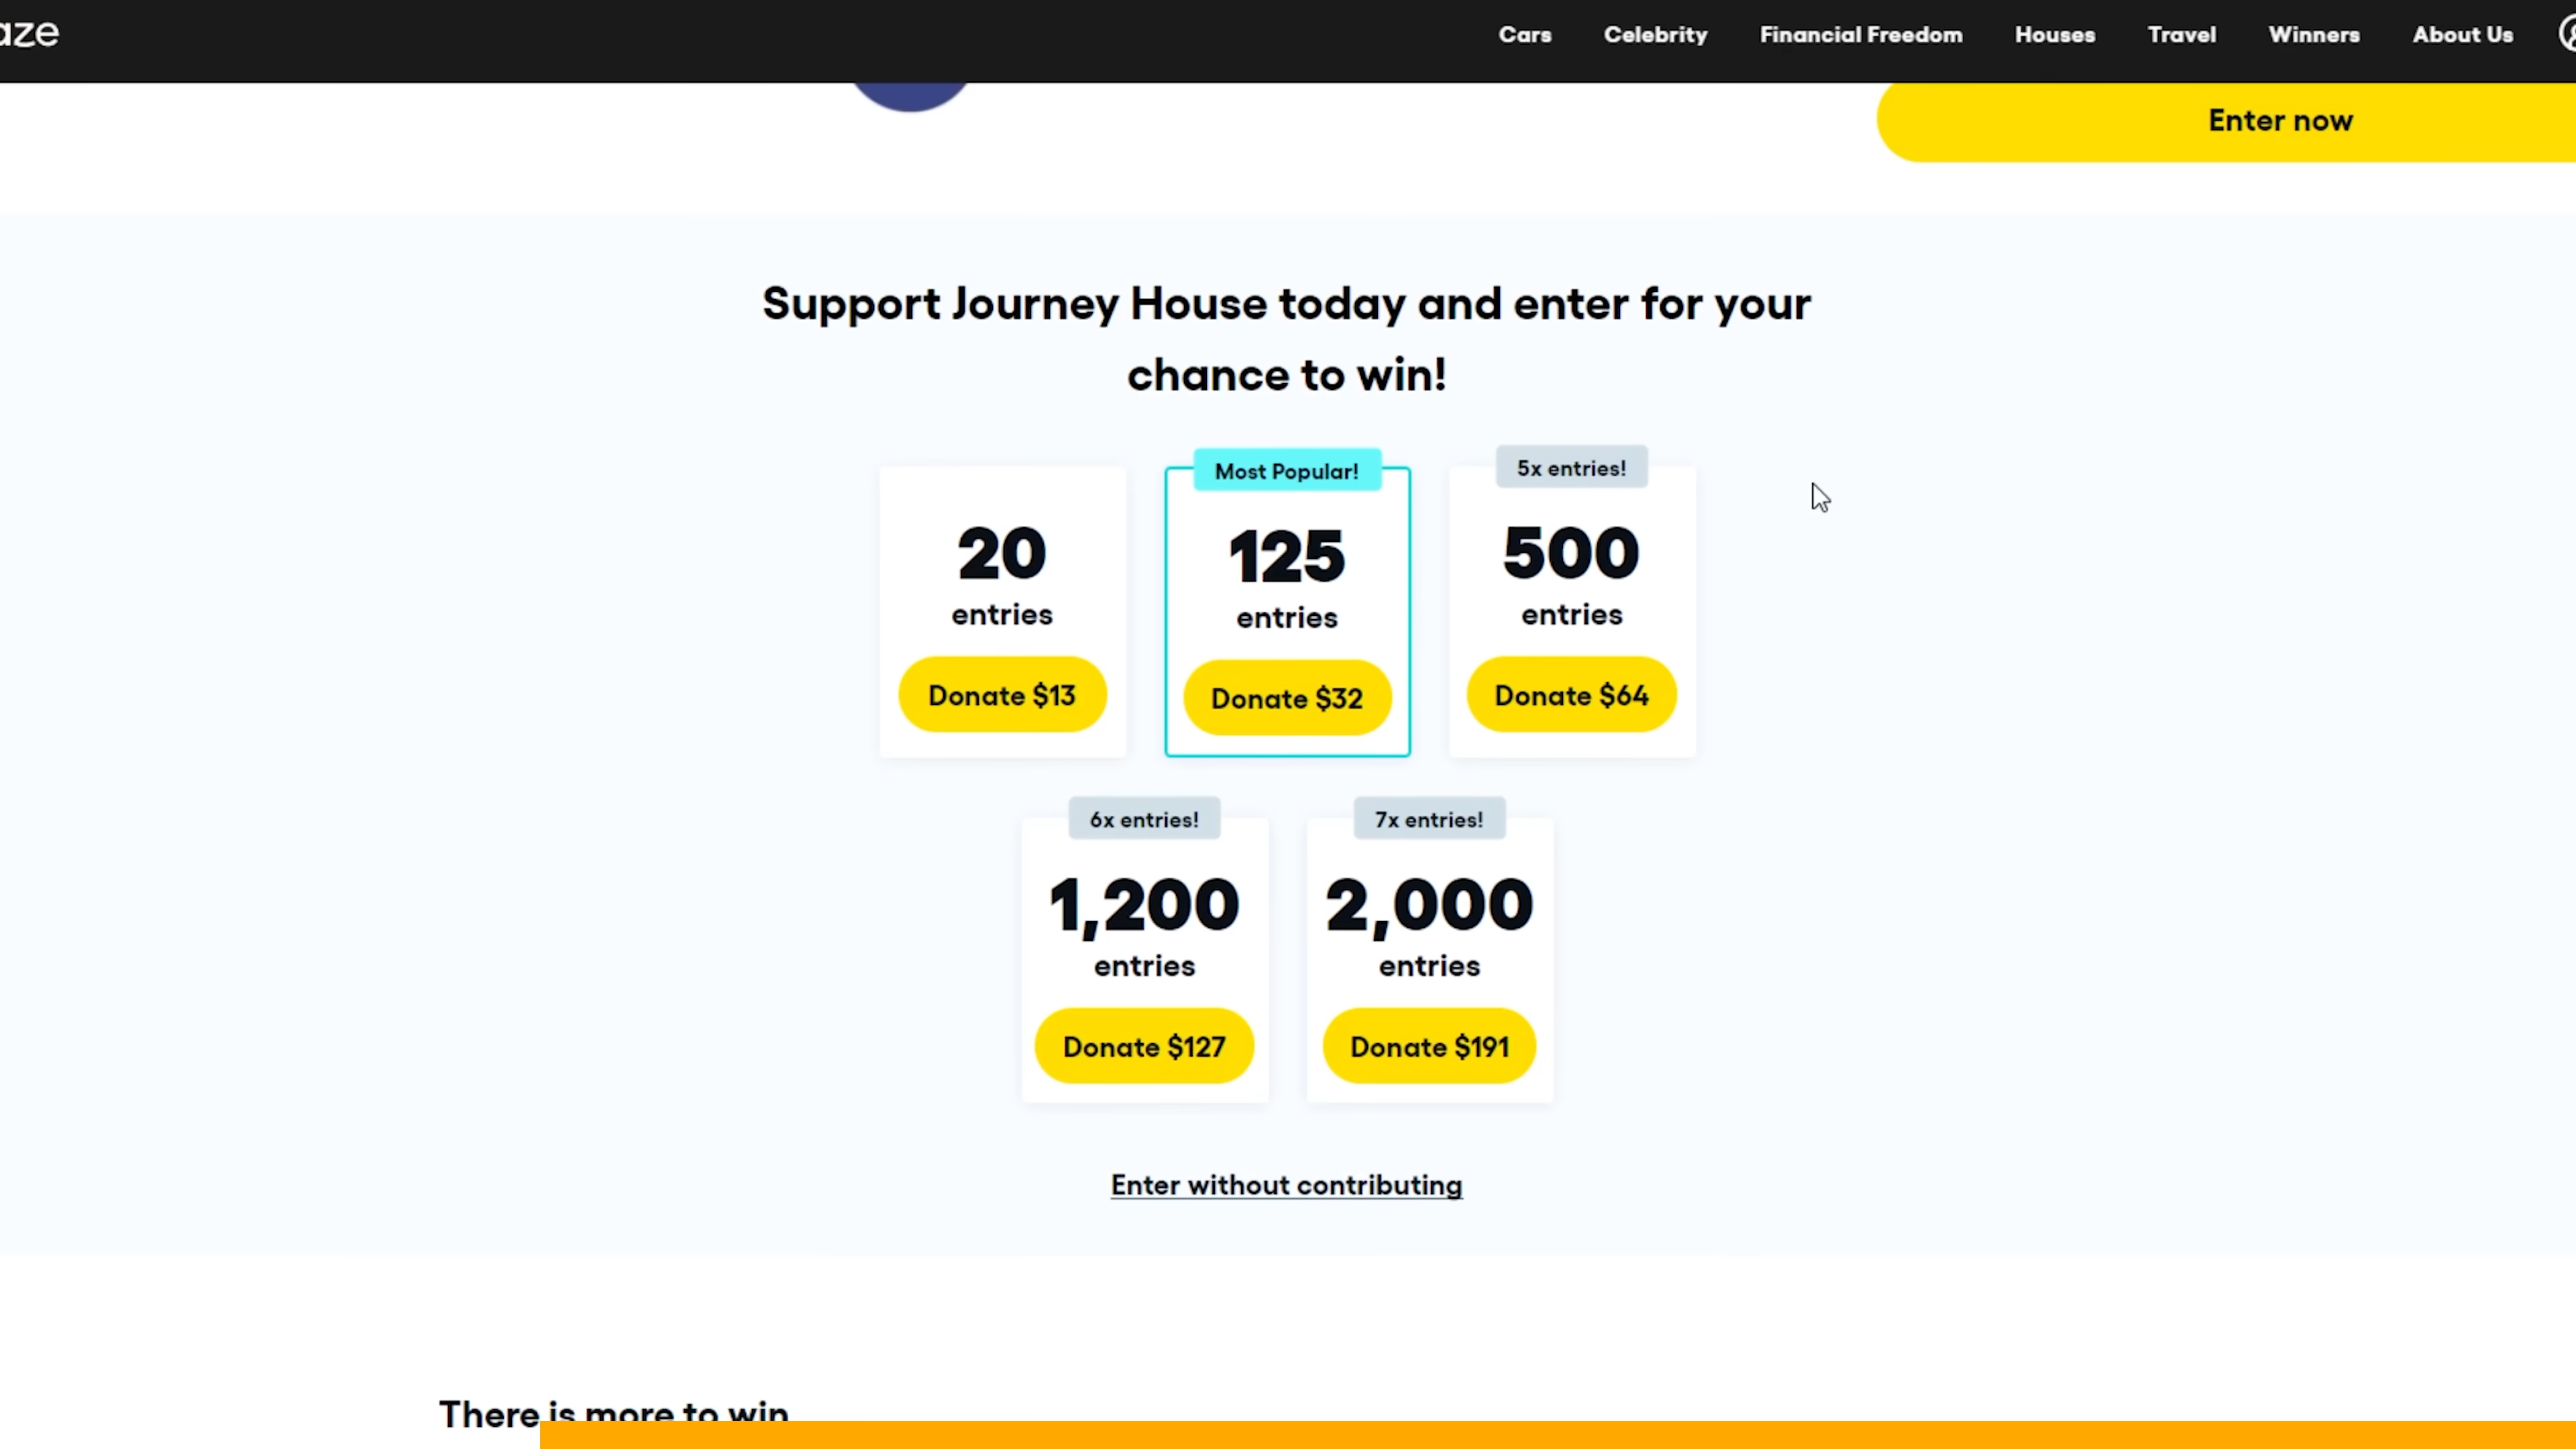 aze
Cars Celebrity Financial Freedom Houses Travel Winners About Us
Enter now
Support Journey House today and enter for your
chance to win!
20
entries
Donate $13
Most Popular!
125
entries
Donate $32
5x entries!
500
entries
Donate $64
6x entries!
1,200
entries
Donate $127
7x entries!
2,000
entries
Donate $191
Enter without contributing
There is more to win